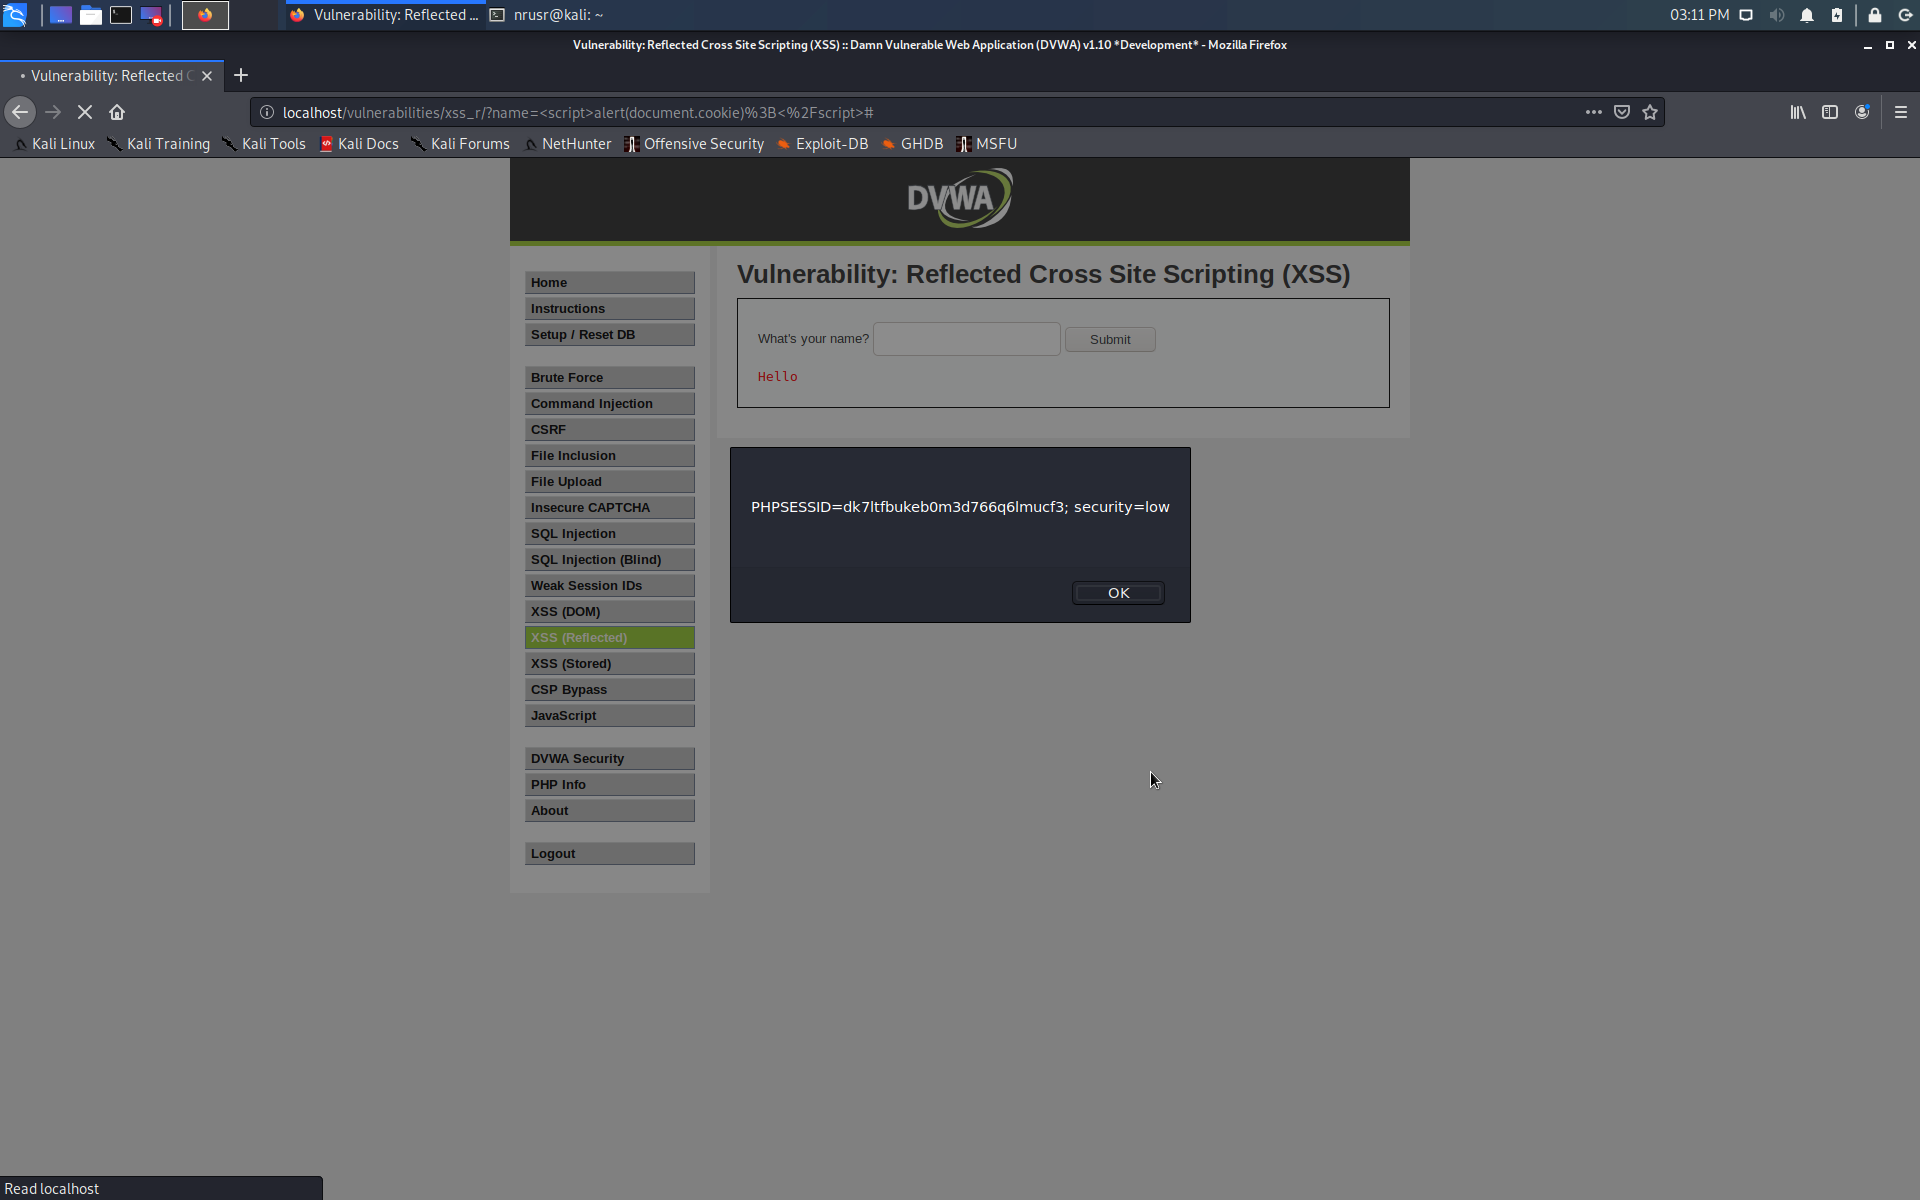 Vulnerability: Reflected ...
nrusr@kali: ~
03:11 PM
Vulnerability: Reflected Cross Site Scripting (XSS) :: Damn Vulnerable Web Application (DVWA) v1.10 *Development* - Mozilla Firefox
Vulnerability: Reflected C
localhost/vulnerabilities/xss_r/?name=<script>alert(document.cookie)%3B<%2Fscript>#
Kali Linux Kali Training Kali Tools Kali Docs Kali Forums NetHunter Offensive Security Exploit-DB GHDB MSFU
DVWA
Home
Instructions
Setup / Reset DB
Brute Force
Command Injection
CSRF
File Inclusion
File Upload
Insecure CAPTCHA
SQL Injection
SQL Injection (Blind)
Weak Session IDs
XSS (DOM)
XSS (Reflected)
XSS (Stored)
CSP Bypass
JavaScript
DVWA Security
PHP Info
About
Logout
Vulnerability: Reflected Cross Site Scripting (XSS)
What's your name? Submit
Hello
PHPSESSID=dk7ltfbukeb0m3d766q6lmucf3; security=low
OK
Read localhost